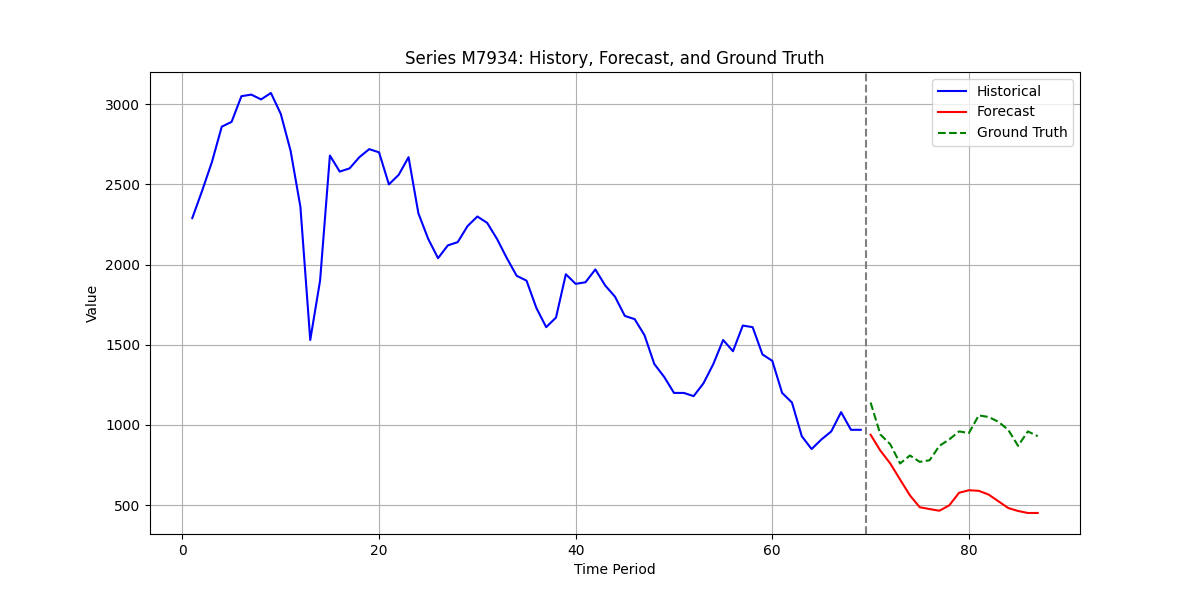 Series M7934: History, Forecast, and Ground Truth
Historical
Forecast
Ground Truth
Value
3000
2500
2000
1500
1000
500
0 20 40 60 80
Time Period